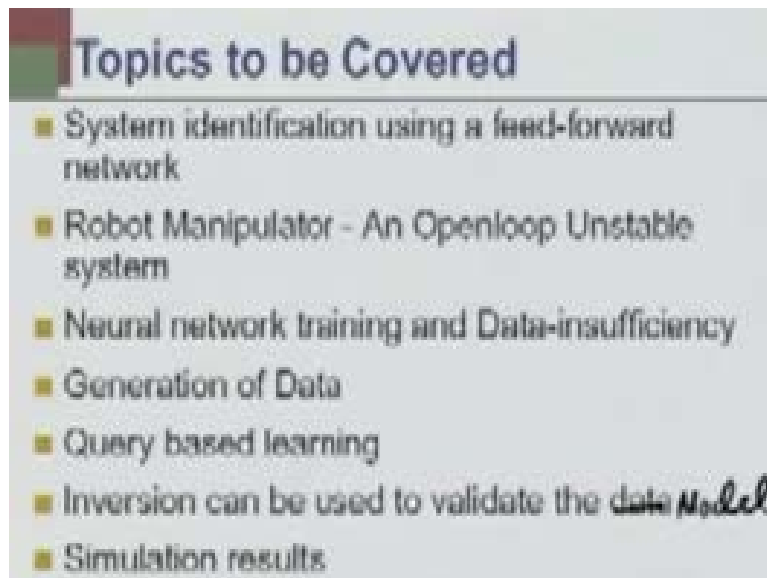 Topics to be Covered
System identification using a feed-forward
network
Robot Manipulator - An Openloop Unstable
system
Neural network training and Data-insufficiency
Generation of Data
Query based learning
Inversion can be used to validate the data Model
Simulation results